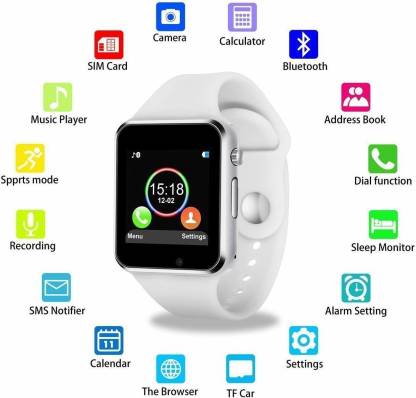 Camera
Calculator
SIM Card
Bluetooth
Music Player
Address Book
Spprts mode
15:18
12-02
Dial function
Menu
Settings
Recording
Sleep Monitor
SMS Notifier
Alarm Setting
11
Calendar
Settings
The Browser
TF Car